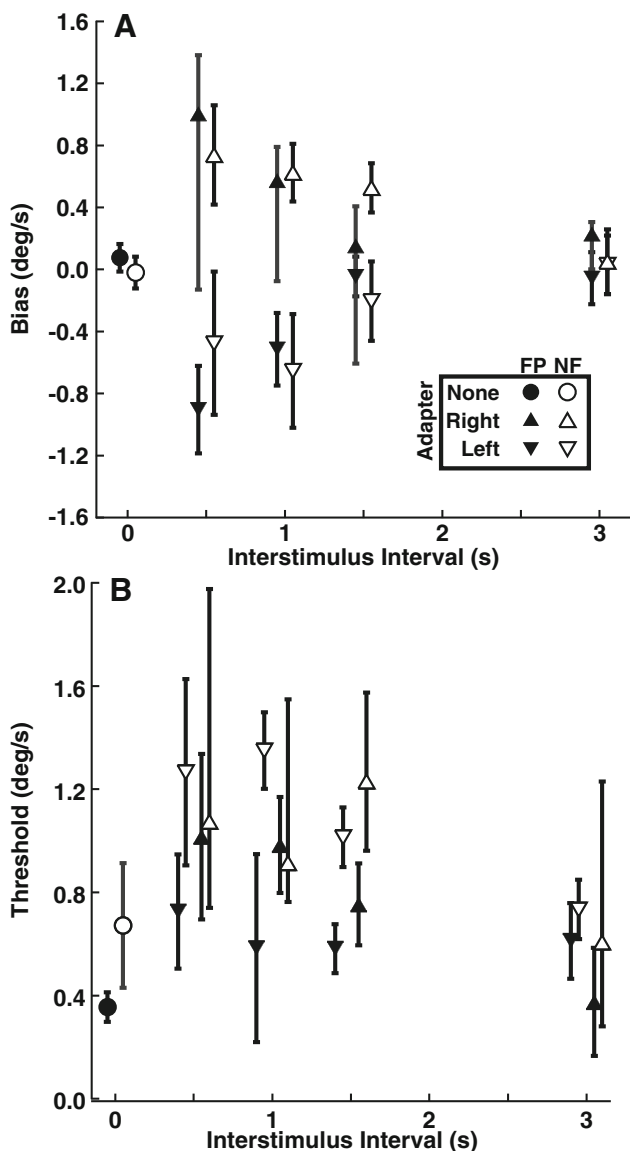 A
1.6
1.2
0.8
0.4
0.0
-0.4
-0.8
-1.2
-1.6
Bias (deg/s)
FP NF
None
Right
Left
Adapter
0 1 2 3
Interstimulus Interval (s)
B
2.0
1.6
1.2
0.8
0.4
0.0
Threshold (deg/s)
0 1 2 3
Interstimulus Interval (s)